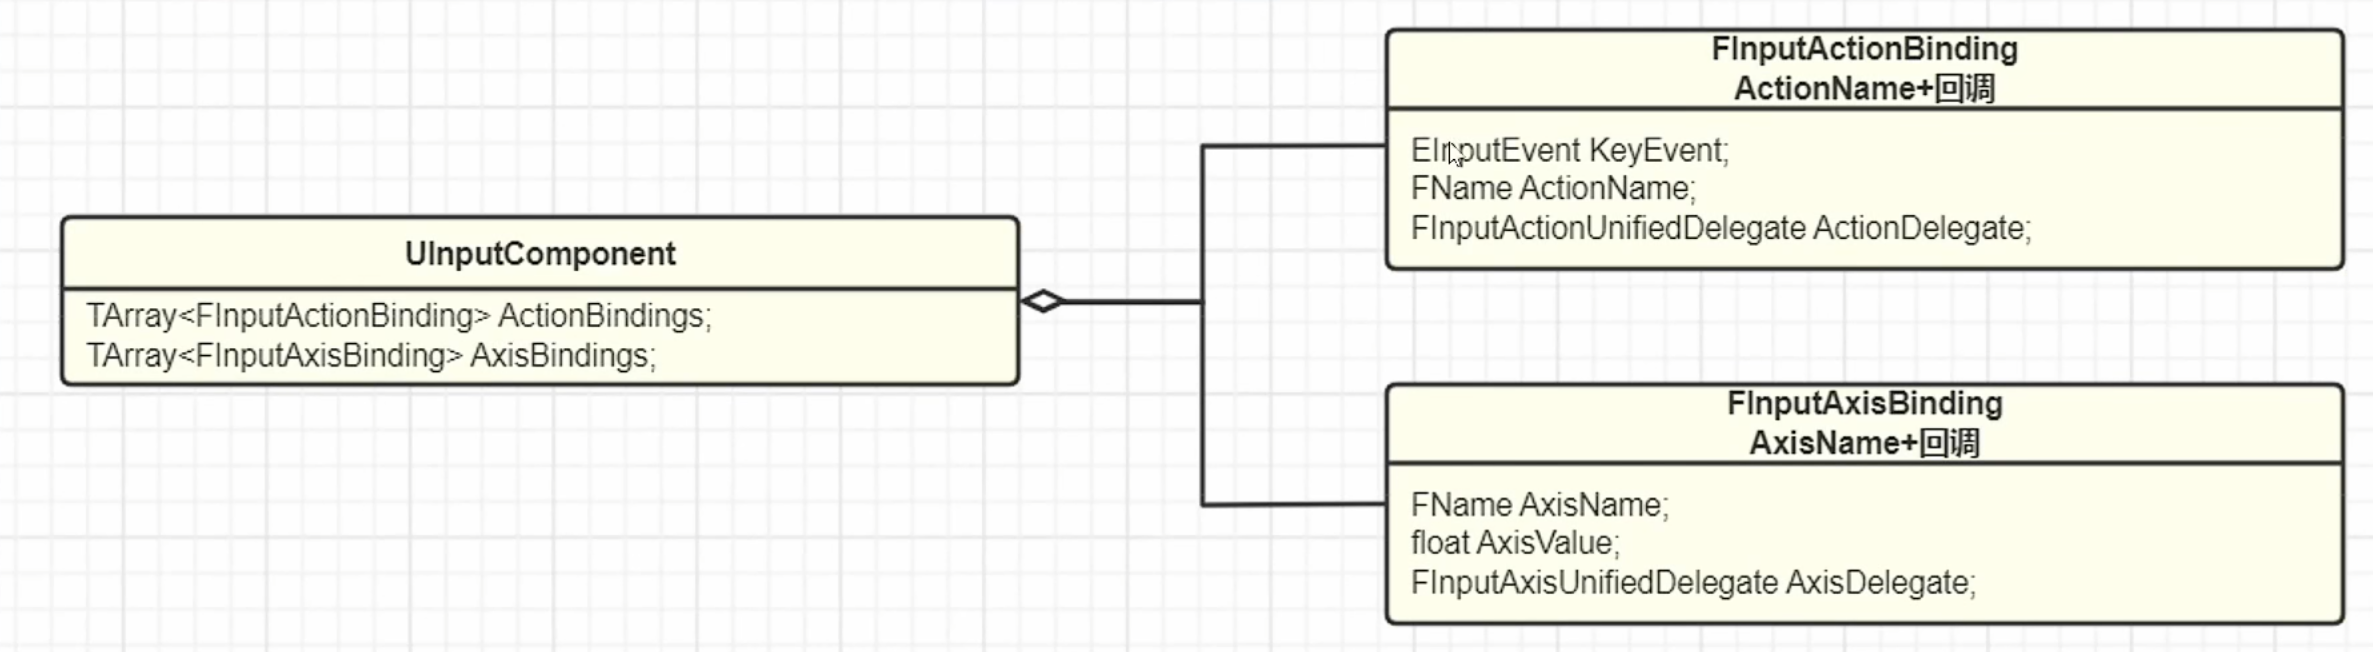 UInputComponent
TArray<FInputActionBinding> ActionBindings;
TArray<FInputAxisBinding> AxisBindings;
FInputActionBinding
ActionName+回调
EInputEvent KeyEvent;
FName ActionName;
FInputActionUnifiedDelegate ActionDelegate;
FInputAxisBinding
AxisName+回调
FName AxisName;
float AxisValue;
FInputAxisUnifiedDelegate AxisDelegate;